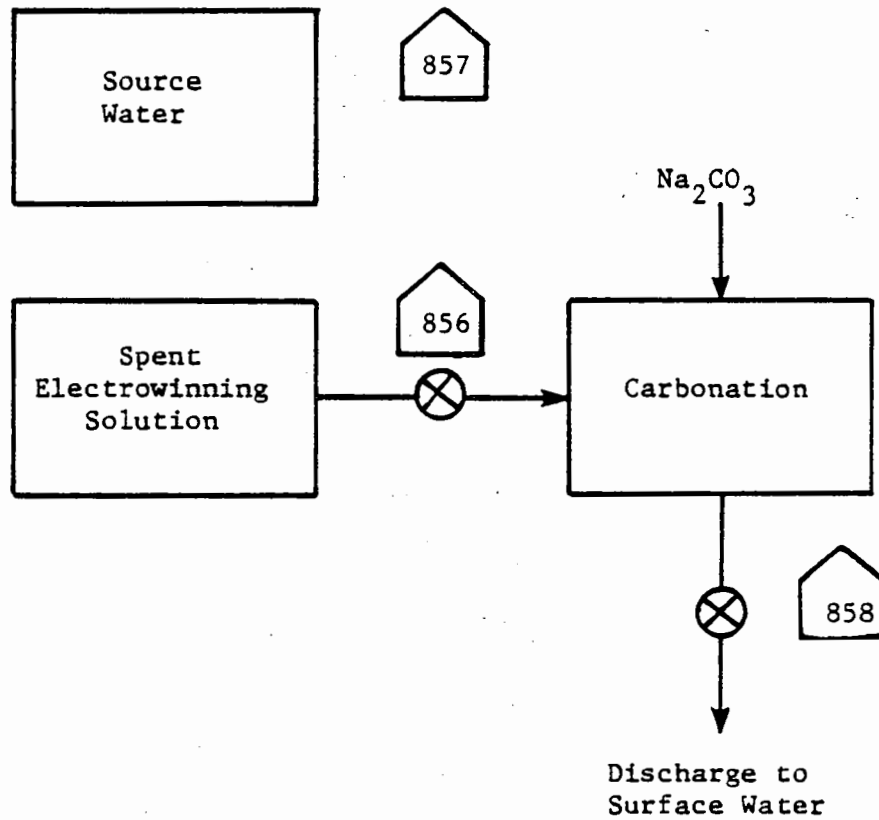 Source
Water
857
Na₂CO₃
856
Spent
Electrowinning
Solution
Carbonation
858
Discharge to
Surface Water